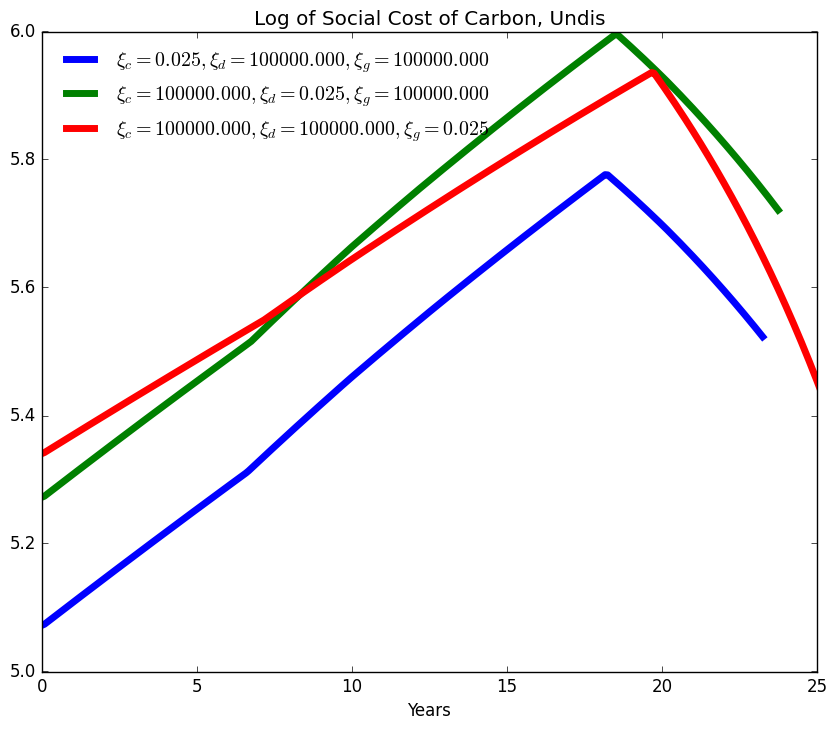 Log of Social Cost of Carbon, Undis
ξc = 0.025, ξd = 100000.000, ξg = 100000.000
ξc = 100000.000, ξd = 0.025, ξg = 100000.000
ξc = 100000.000, ξd = 100000.000, ξg = 0.025
6.0
5.8
5.6
5.4
5.2
5.0
0 5 10 15 20 25
Years